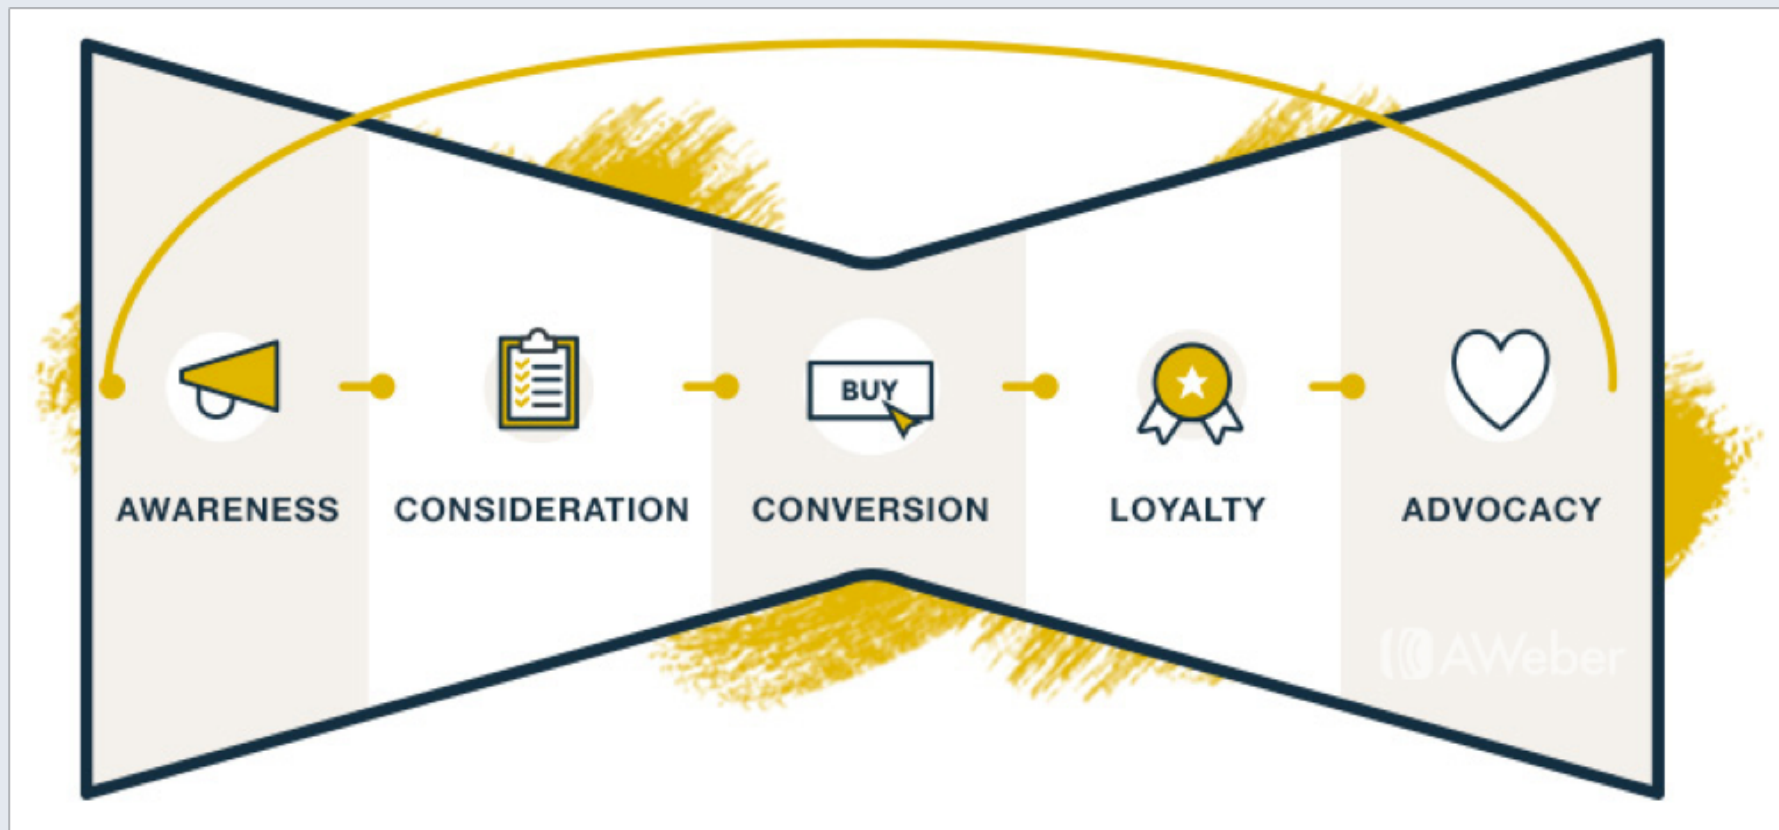 BUY
AWARENESS
CONSIDERATION
CONVERSION
LOYALTY
ADVOCACY
AWeber